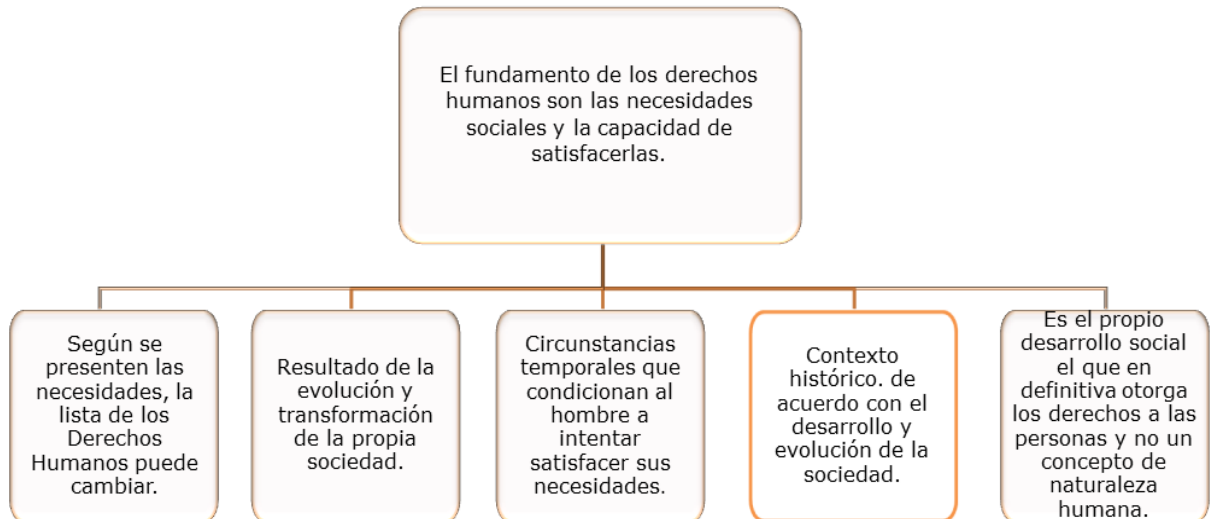 El fundamento de los derechos
humanos son las necesidades
sociales y la capacidad de
satisfacerlas.
Según se
presenten las
necesidades, la
lista de los
Derechos
Humanos puede
cambiar.
Resultado de la
evolución y
transformación
de la propia
sociedad.
Circunstancias
temporales que
condicionan al
hombre a
intentar
satisfacer sus
necesidades.
Contexto
histórico. de
acuerdo con el
desarrollo y
evolución de la
sociedad.
Es el propio
desarrollo social
el que en
definitiva otorga
los derechos a las
personas y no un
concepto de
naturaleza
humana.